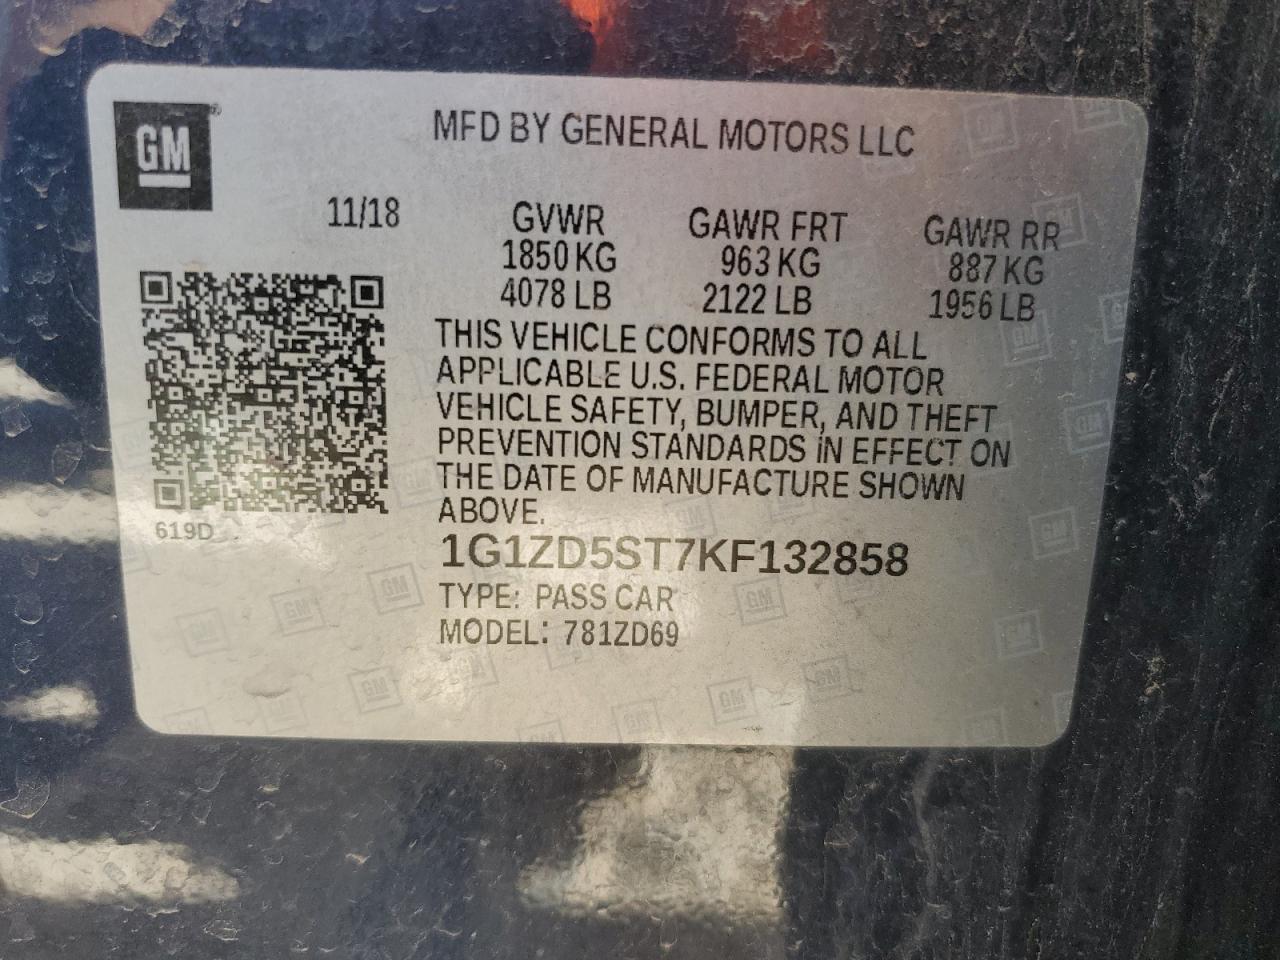 GM
MFD BY GENERAL MOTORS LLC
11/18
GVWR GAWR FRT GAWR RR
1850 KG 963 KG 887 KG
4078 LB 2122 LB 1956 LB
THIS VEHICLE CONFORMS TO ALL
APPLICABLE U.S. FEDERAL MOTOR
VEHICLE SAFETY, BUMPER, AND THEFT
PREVENTION STANDARDS IN EFFECT ON
THE DATE OF MANUFACTURE SHOWN
ABOVE.
619D
1G1ZD5ST7KF132858
TYPE: PASS CAR
MODEL: 781ZD69